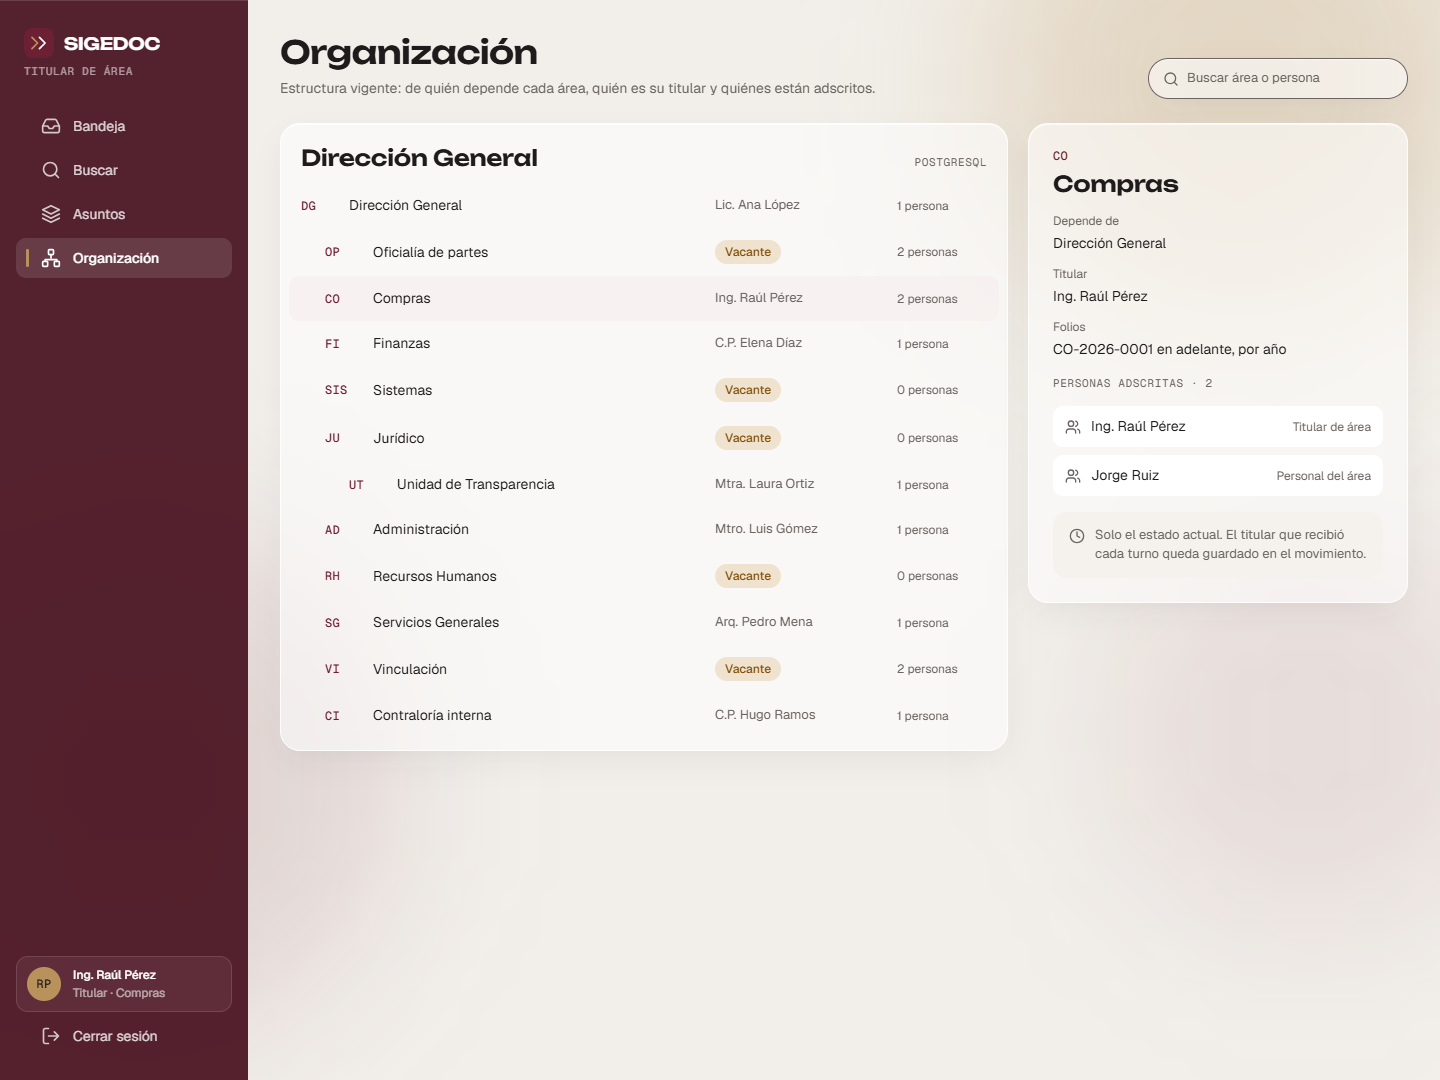 SIGEDOC
TITULAR DE ÁREA
Bandeja
Buscar
Asuntos
Organización
Ing. Raúl Pérez
RP
Titular · Compras
Cerrar sesión
Organización
Estructura vigente: de quién depende cada área, quién es su titular y quiénes están adscritos.
Buscar área o persona
Dirección General
POSTGRESQL
DG Dirección General Lic. Ana López 1 persona
OP Oficialía de partes Vacante 2 personas
CO Compras Ing. Raúl Pérez 2 personas
FI Finanzas C.P. Elena Díaz 1 persona
SIS Sistemas Vacante 0 personas
JU Jurídico Vacante 0 personas
UT Unidad de Transparencia Mtra. Laura Ortiz 1 persona
AD Administración Mtro. Luis Gómez 1 persona
RH Recursos Humanos Vacante 0 personas
SG Servicios Generales Arq. Pedro Mena 1 persona
VI Vinculación Vacante 2 personas
CI Contraloría interna C.P. Hugo Ramos 1 persona
CO
Compras
Depende de
Dirección General
Titular
Ing. Raúl Pérez
Folios
CO-2026-0001 en adelante, por año
PERSONAS ADSCRITAS · 2
Ing. Raúl Pérez Titular de área
Jorge Ruiz Personal del área
Solo el estado actual. El titular que recibió
cada turno queda guardado en el movimiento.